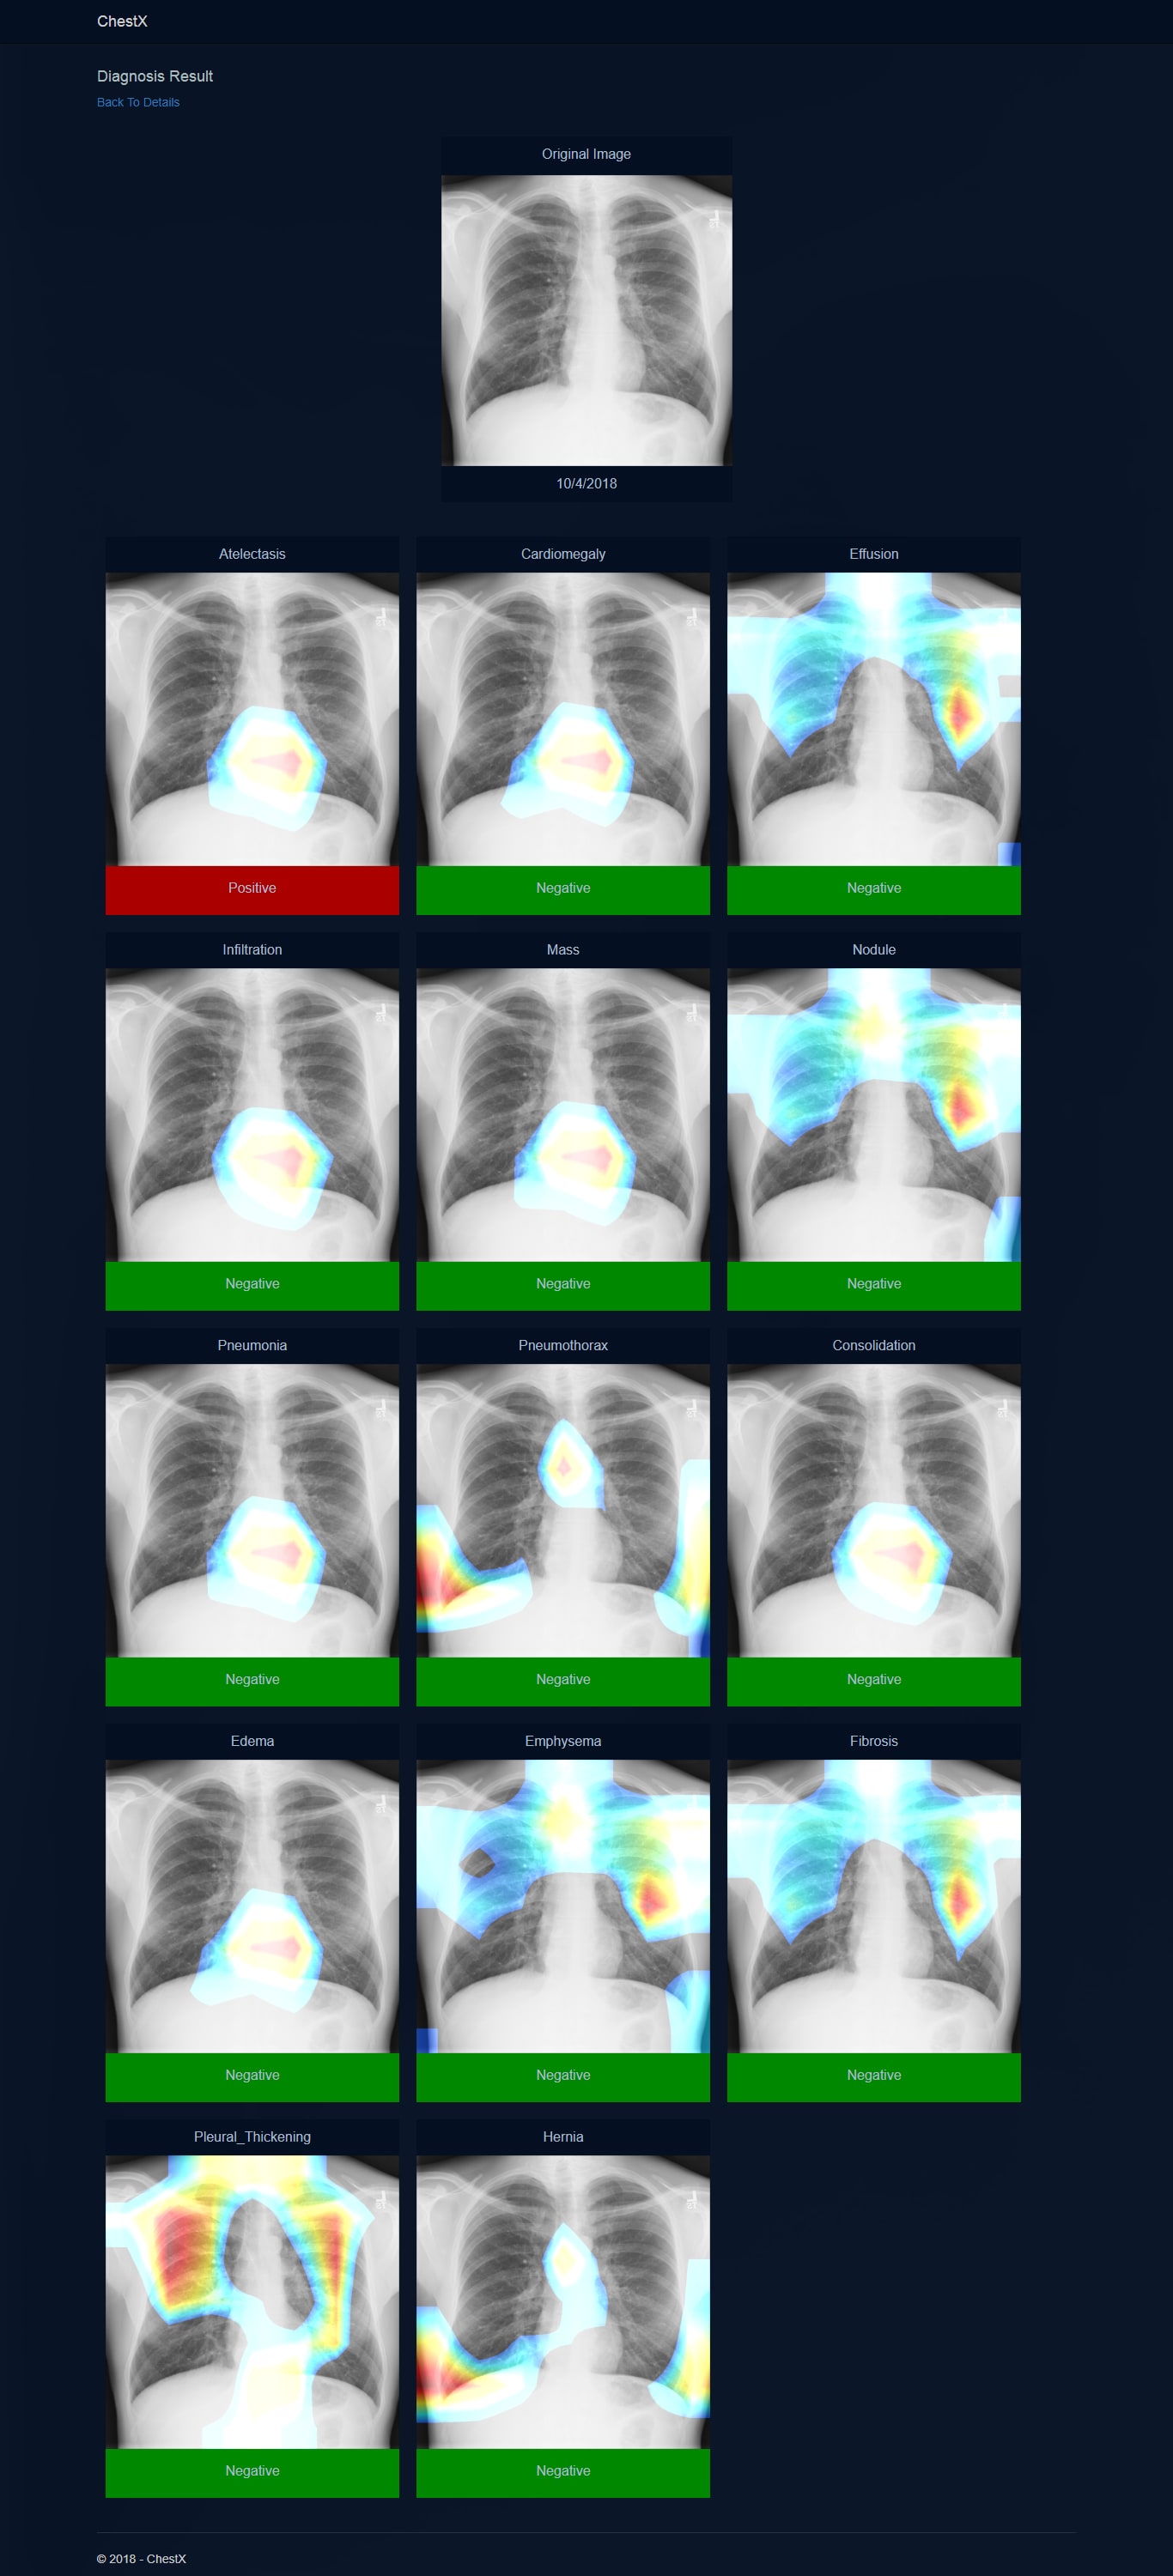 ChestX
Diagnosis Result
Back To Details
Original Image
10/4/2018
Atelectasis
Cardiomegaly
Effusion
Positive
Negative
Negative
Infiltration
Mass
Nodule
Negative
Negative
Negative
Pneumonia
Pneumothorax
Consolidation
Negative
Negative
Negative
Edema
Emphysema
Fibrosis
Negative
Negative
Negative
Pleural_Thickening
Hernia
Negative
Negative
© 2018 - ChestX